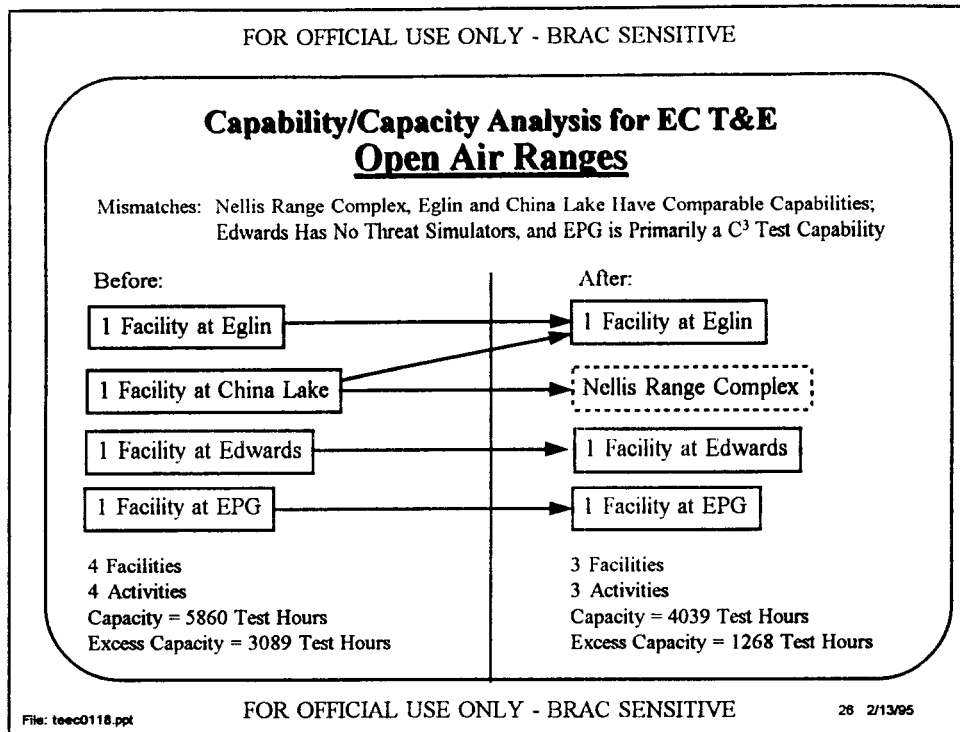 FOR OFFICIAL USE ONLY - BRAC SENSITIVE
Capability/Capacity Analysis for EC T&E
Open Air Ranges
Mismatches: Nellis Range Complex, Eglin and China Lake Have Comparable Capabilities;
Edwards Has No Threat Simulators, and EPG is Primarily a C³ Test Capability
Before:
1 Facility at Eglin
1 Facility at China Lake
1 Facility at Edwards
1 Facility at EPG
4 Facilities
4 Activities
Capacity = 5860 Test Hours
Excess Capacity = 3089 Test Hours
After:
1 Facility at Eglin
Nellis Range Complex
1 Facility at Edwards
1 Facility at EPG
3 Facilities
3 Activities
Capacity = 4039 Test Hours
Excess Capacity = 1268 Test Hours
File: teec0118.ppt
FOR OFFICIAL USE ONLY - BRAC SENSITIVE
26 2/13/95